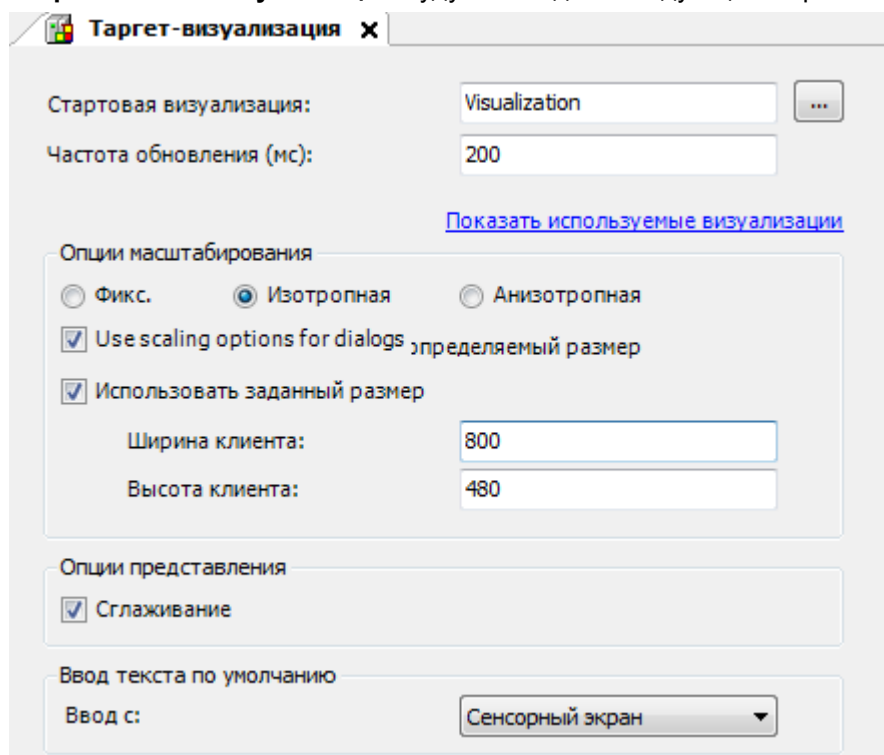 Таргет-визуализация
Стартовая визуализация: Visualization ...
Частота обновления (мс): 200
Показать используемые визуализации
Опции масштабирования
Фикс. Изотропная Анизотропная
Use scaling options for dialogs
определяемый размер
Использовать заданный размер
Ширина клиента: 800
Высота клиента: 480
Опции представления
Сглаживание
Ввод текста по умолчанию
Ввод с: Сенсорный экран